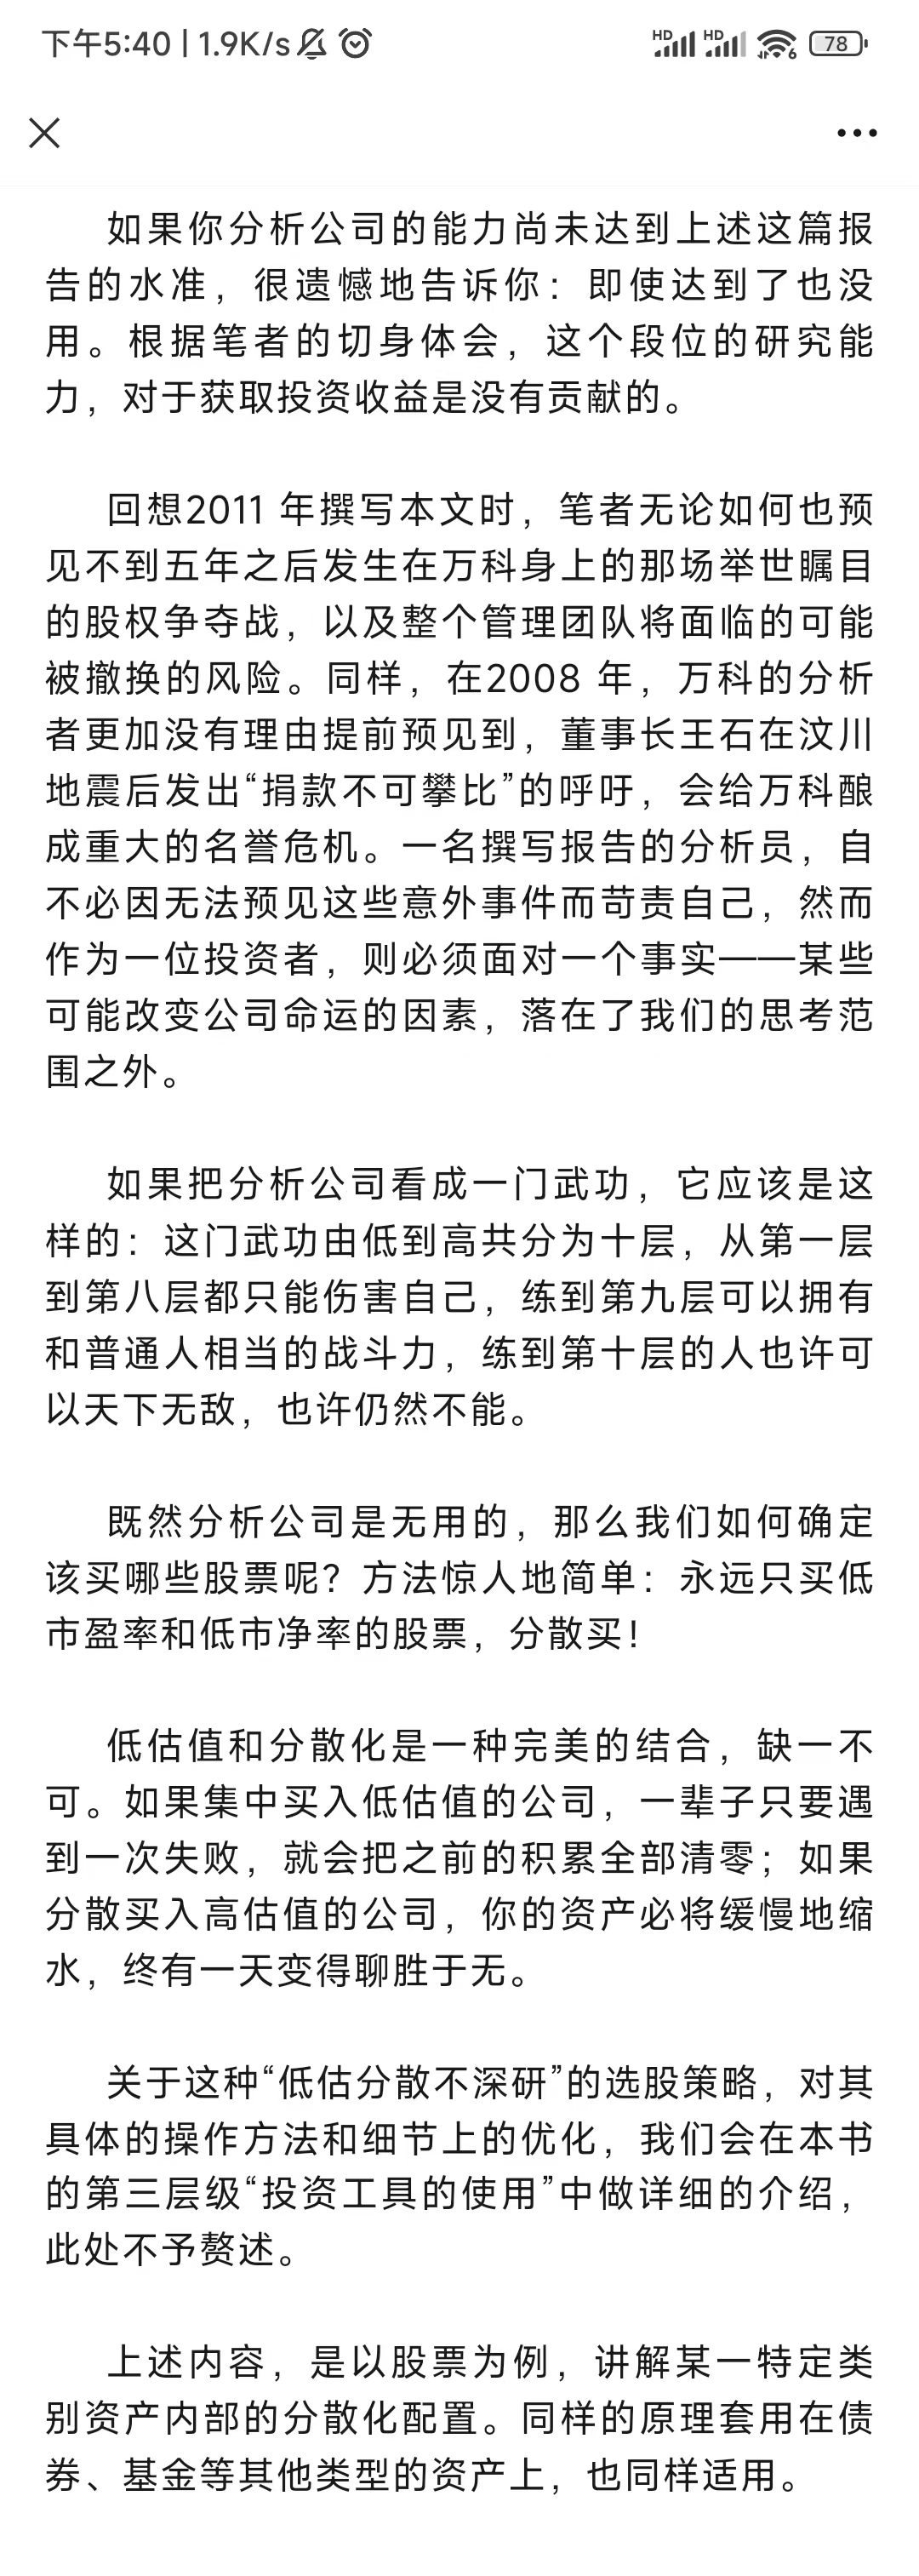 下午5:40 | 1.9K/s
HD HD 6 78
如果你分析公司的能力尚未达到上述这篇报
告的水准，很遗憾地告诉你：即使达到了也没
用。根据笔者的切身体会，这个段位的研究能
力，对于获取投资收益是没有贡献的。
回想2011 年撰写本文时，笔者无论如何也预
见不到五年之后发生在万科身上的那场举世瞩目
的股权争夺战，以及整个管理团队将面临的可能
被撤换的风险。同样，在2008 年，万科的分析
者更加没有理由提前预见到，董事长王石在汶川
地震后发出“捐款不可攀比”的呼吁，会给万科酿
成重大的名誉危机。一名撰写报告的分析员，自
不必因无法预见这些意外事件而苛责自己，然而
作为一位投资者，则必须面对一个事实——某些
可能改变公司命运的因素，落在了我们的思考范
围之外。
如果把分析公司看成一门武功，它应该是这
样的：这门武功由低到高共分为十层，从第一层
到第八层都只能伤害自己，练到第九层可以拥有
和普通人相当的战斗力，练到第十层的人也许可
以天下无敌，也许仍然不能。
既然分析公司是无用的，那么我们如何确定
该买哪些股票呢？方法惊人地简单：永远只买低
市盈率和低市净率的股票，分散买！
低估值和分散化是一种完美的结合，缺一不
可。如果集中买入低估值的公司，一辈子只要遇
到一次失败，就会把之前的积累全部清零；如果
分散买入高估值的公司，你的资产必将缓慢地缩
水，终有一天变得聊胜于无。
关于这种“低估分散不深研”的选股策略，对其
具体的操作方法和细节上的优化，我们会在本书
的第三层级“投资工具的使用”中做详细的介绍，
此处不予赘述。
上述内容，是以股票为例，讲解某一特定类
别资产内部的分散化配置。同样的原理套用在债
券、基金等其他类型的资产上，也同样适用。